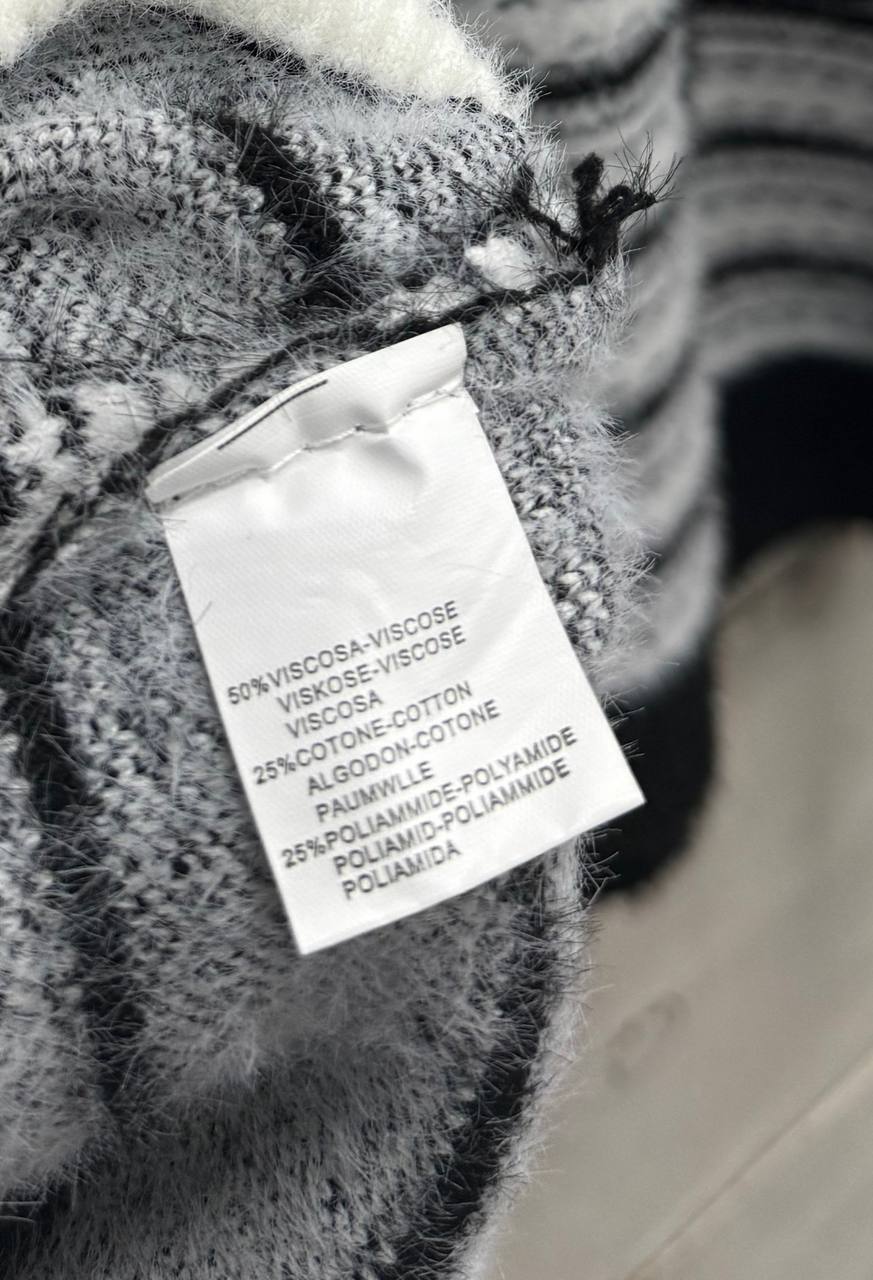 50%VISCOSA-VISCOSE
VISKOSE-VISCOSE
VISCOSA
25%COTONE-COTTON
ALGODON-COTONE
PAUMWLLE
25%POLIAMMIDE-POLYAMIDE
POLIAMID-POLIAMMIDE
POLIAMIDA